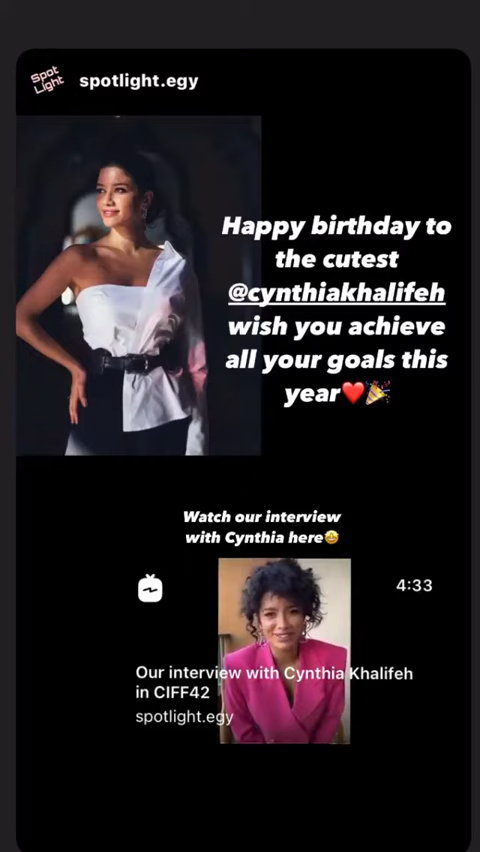 Spot
Light
spotlight.egy
Happy birthday to
the cutest
@cynthiakhalifeh
wish you achieve
all your goals this
year❤️🎉
Watch our interview
with Cynthia here🤩
4:33
Our interview with Cynthia Khalifeh
in CIFF42
spotlight.egy